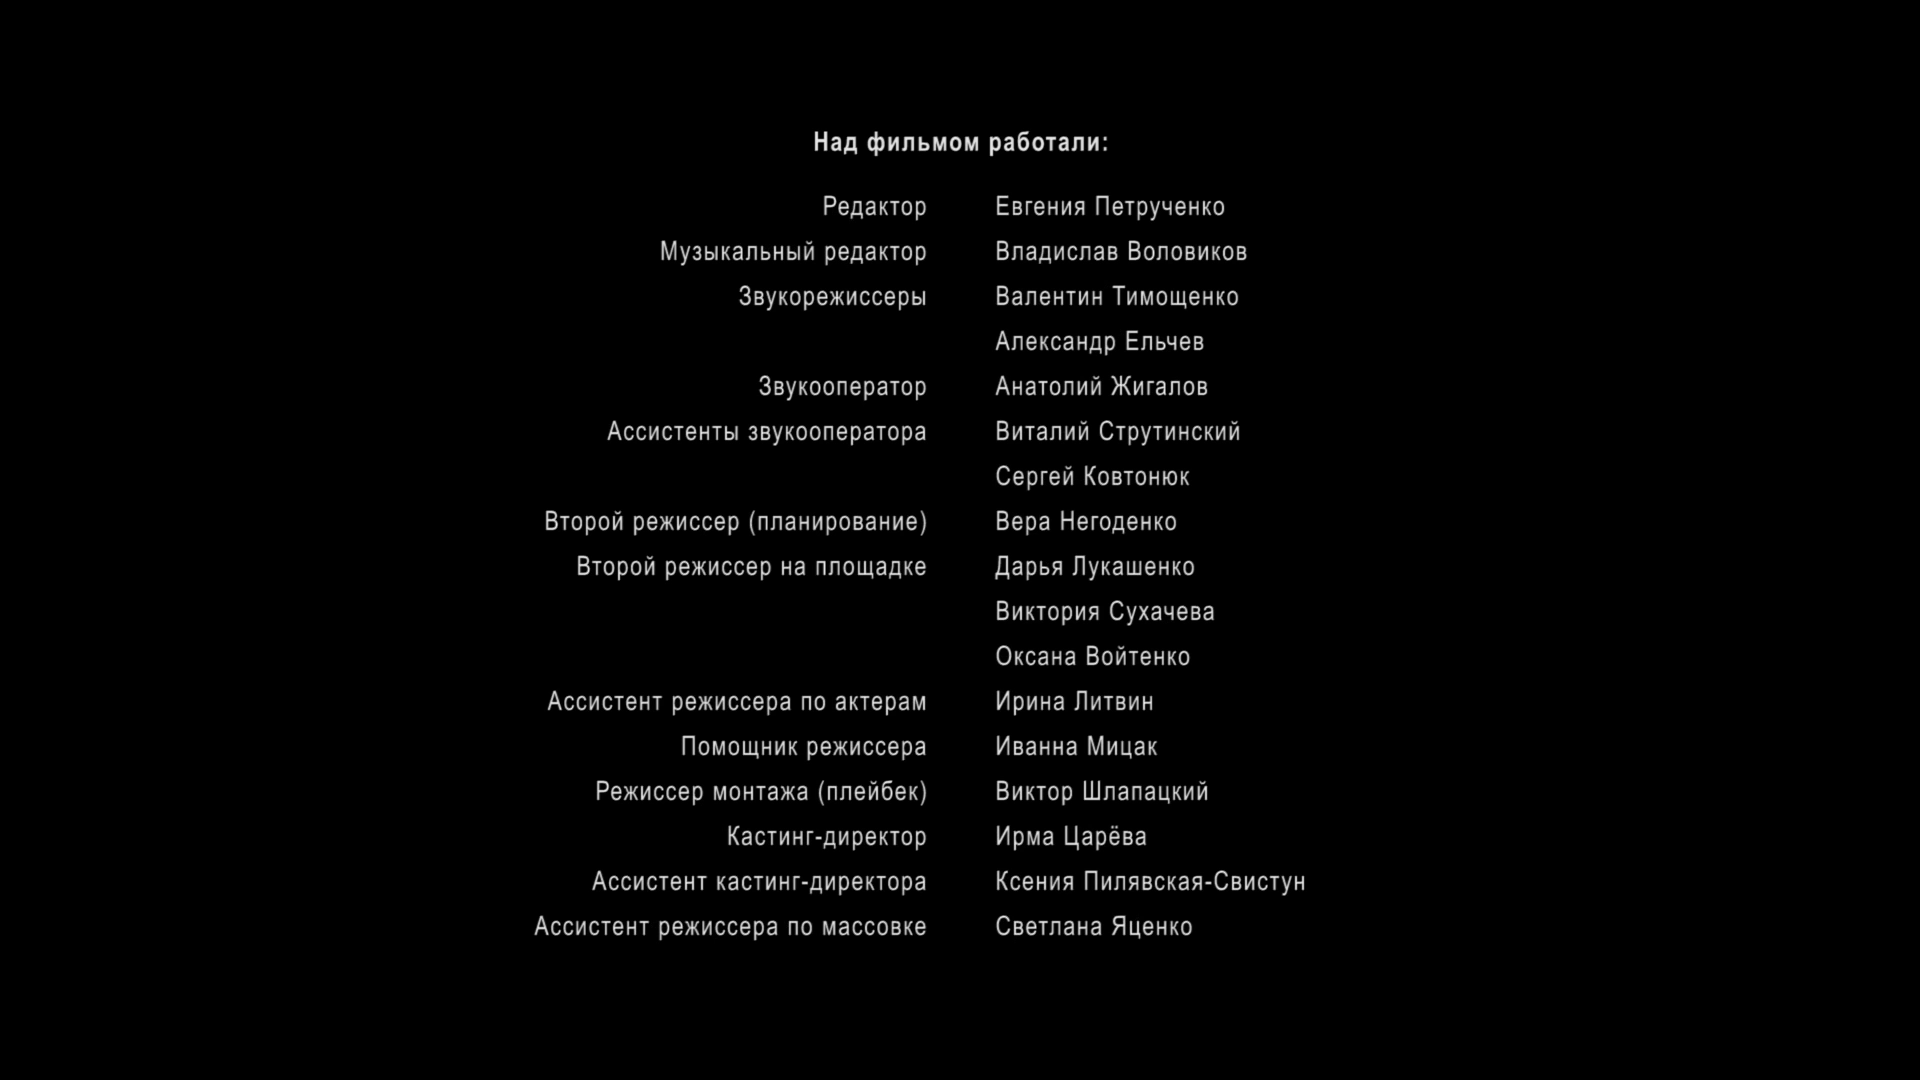 Над фильмом работали:
Редактор Евгения Петрученко
Музыкальный редактор Владислав Воловиков
Звукорежиссеры Валентин Тимощенко
Александр Ельчев
Звукооператор Анатолий Жигалов
Ассистенты звукооператора Виталий Струтинский
Сергей Ковтонюк
Второй режиссер (планирование) Вера Негоденко
Второй режиссер на площадке Дарья Лукашенко
Виктория Сухачева
Оксана Войтенко
Ассистент режиссера по актерам Ирина Литвин
Помощник режиссера Иванна Мицак
Режиссер монтажа (плейбек) Виктор Шлапацкий
Кастинг-директор Ирма Царёва
Ассистент кастинг-директора Ксения Пилявская-Свистун
Ассистент режиссера по массовке Светлана Яценко